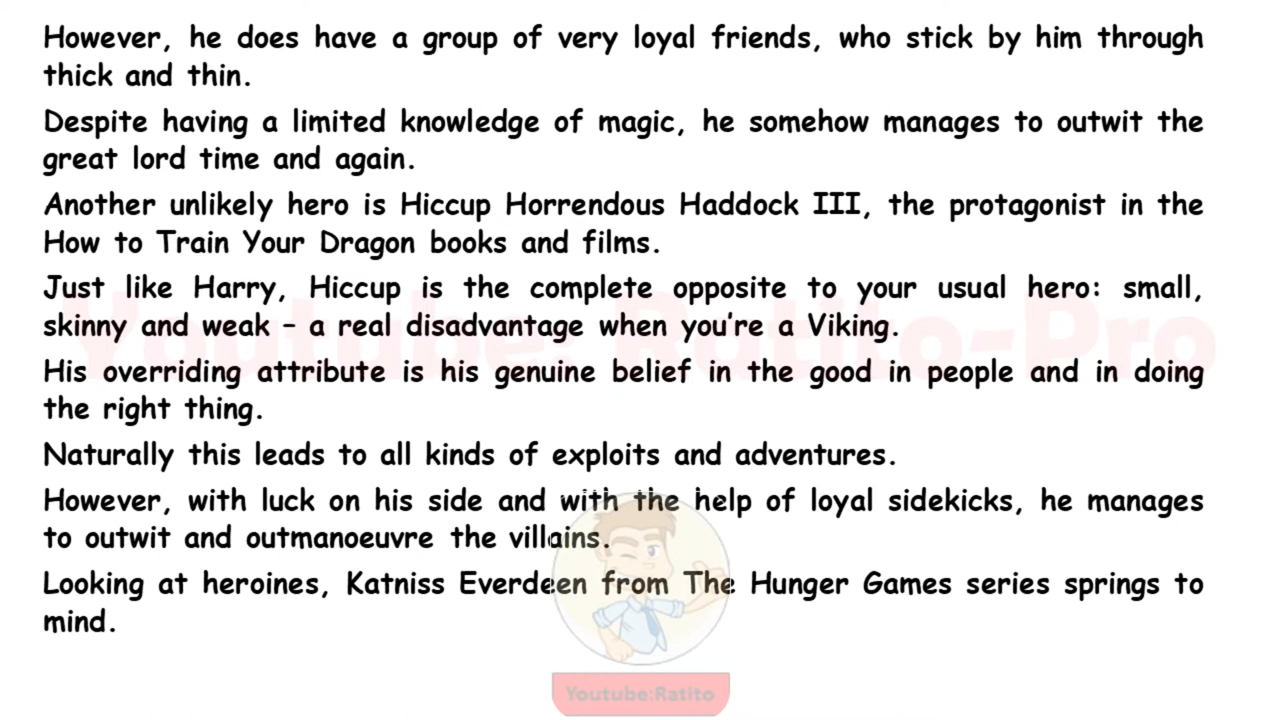 However, he does have a group of very loyal friends, who stick by him through
thick and thin.
Despite having a limited knowledge of magic, he somehow manages to outwit the
great lord time and again.
Another unlikely hero is Hiccup Horrendous Haddock III, the protagonist in the
How to Train Your Dragon books and films.
Just like Harry, Hiccup is the complete opposite to your usual hero: small,
skinny and weak – a real disadvantage when you're a Viking.
Youtube: Ratito-Pro
His overriding attribute is his genuine belief in the good in people and in doing
the right thing.
Naturally this leads to all kinds of exploits and adventures.
However, with luck on his side and with the help of loyal sidekicks, he manages
to outwit and outmanoeuvre the villains.
Looking at heroines, Katniss Everdeen from The Hunger Games series springs to
mind.
Youtube:Ratito